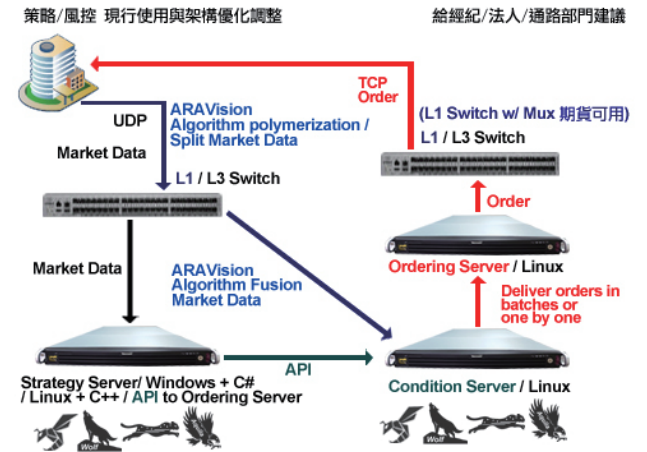 策略/風控 現行使用與架構優化調整
給經紀/法人/通路部門建議
TCP
Order
UDP
ARAVision
Algorithm polymerization /
Split Market Data
Market Data
L1 / L3 Switch
(L1 Switch w/ Mux 期貨可用)
L1 / L3 Switch
Order
Ordering Server / Linux
Market Data
ARAVision
Algorithm Fusion
Market Data
Deliver orders in
batches or
one by one
API
Strategy Server/ Windows + C#
/ Linux + C++ / API to Ordering Server
Condition Server / Linux
Wolf
Wolf